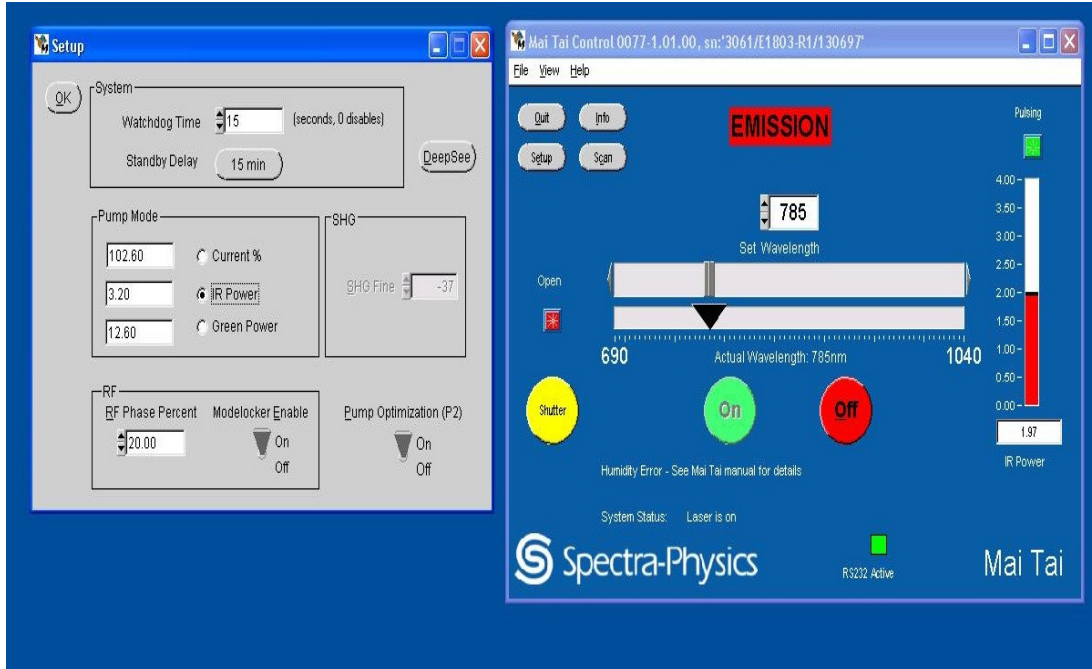 Setup
OK
System
Watchdog Time 15 (seconds, 0 disables)
Standby Delay 15 min
DeepSee
Pump Mode
102.60 Current %
3.20 IR Power
12.60 Green Power
SHG
SHG Fine -37
RF
RF Phase Percent Modelocker Enable
20.00 On
Off
Pump Optimization (P2)
On
Off
Mai Tai Control 0077-1.01.00, sn:'3061/E1803-R1/130697'
File View Help
Quit Info
Setup Scan
EMISSION
Pulsing
785
Set Wavelength
Open
690 Actual Wavelength: 785nm 1040
4.00
3.50
3.00
2.50
2.00
1.50
1.00
0.50
0.00
1.97
IR Power
Shutter On Off
Humidity Error - See Mai Tai manual for details
System Status: Laser is on
Spectra-Physics
RS232 Active
Mai Tai